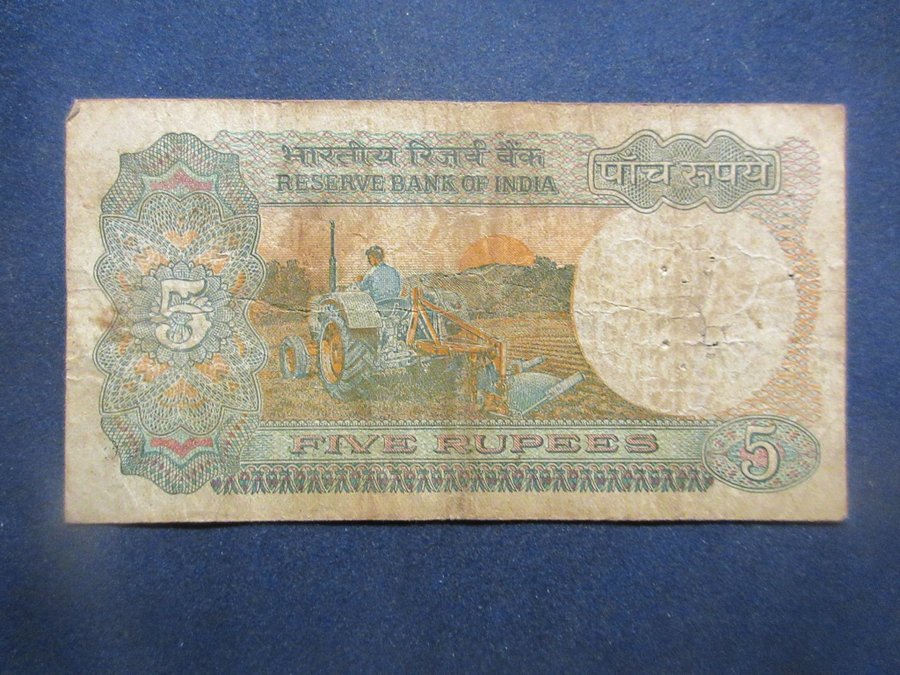 भारतीय रिज़र्व बैंक
RESERVE BANK OF INDIA
पाँच रुपये
5
FIVE RUPEES
5